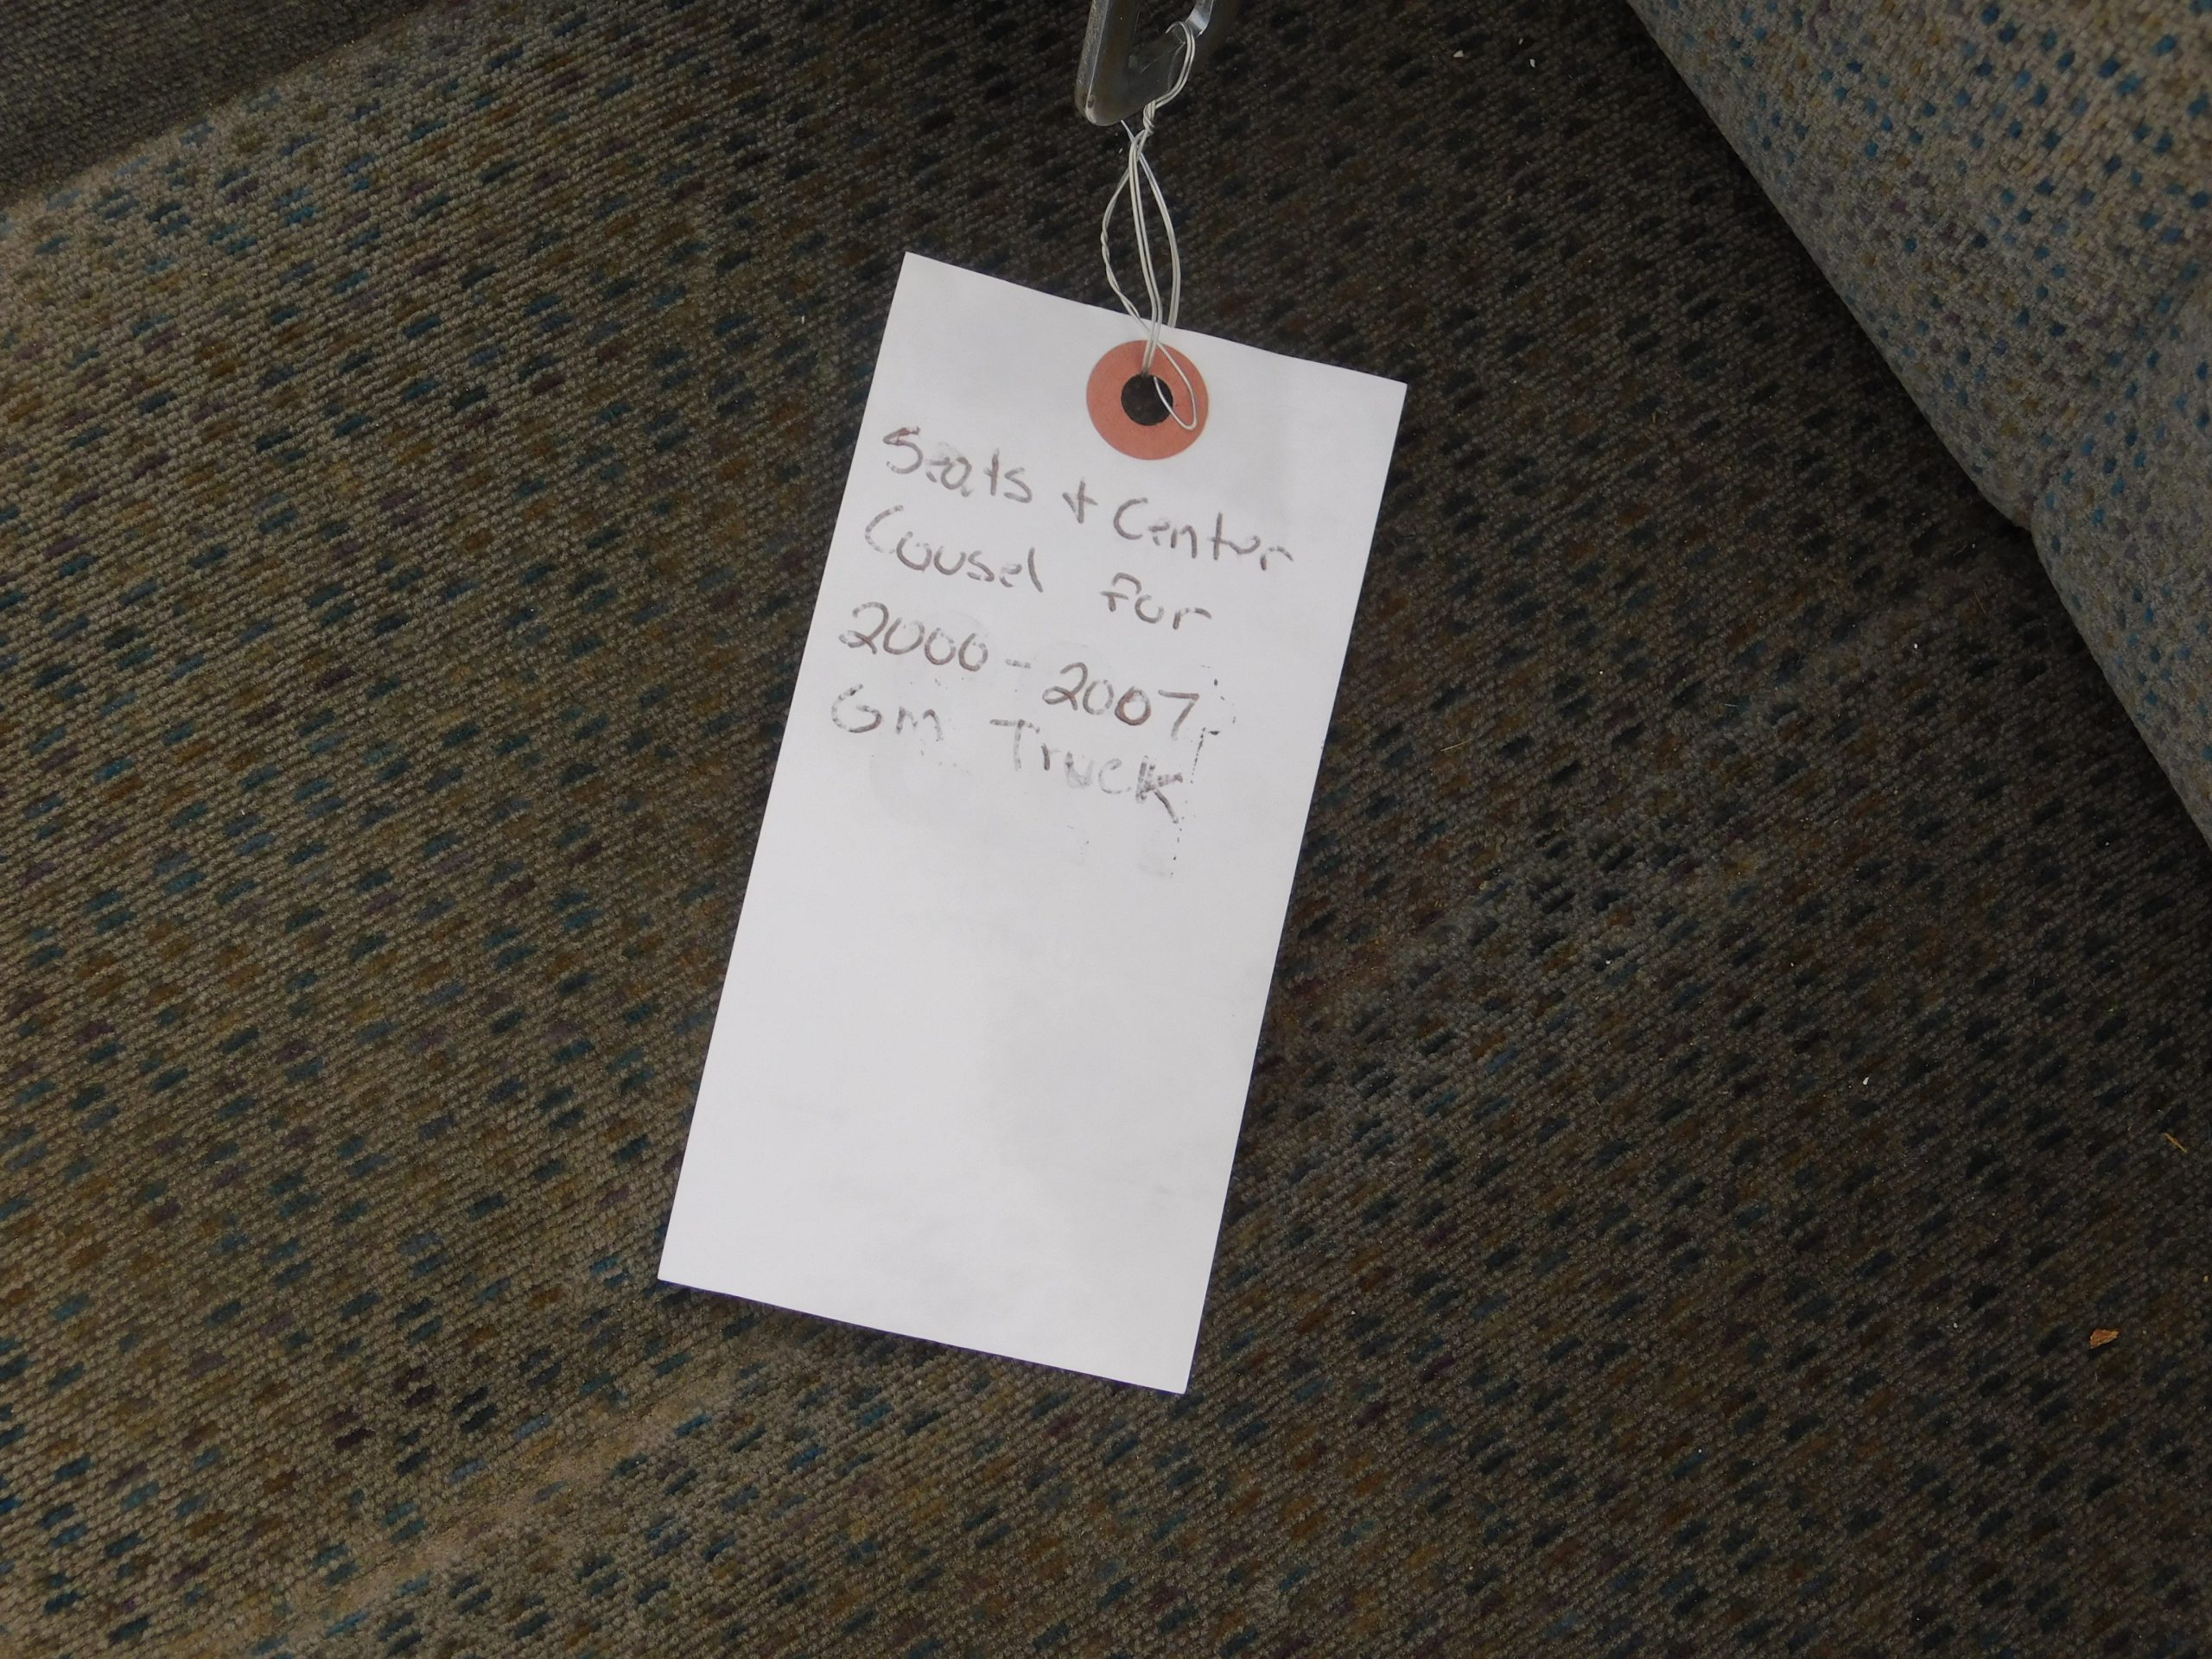 Seats + Center
Cousel For
2000 - 2007
Gm Truck